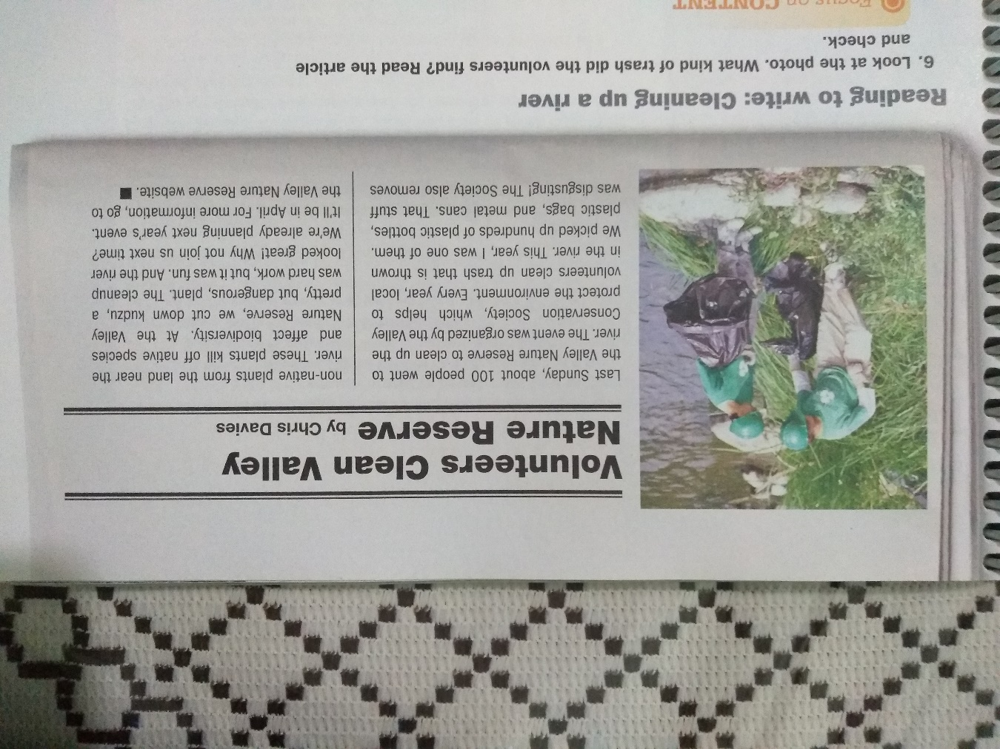 Reading to write: Cleaning up a river
6. Look at the photo. What kind of trash did the volunteers find? Read the article
and check.
Focus on CONTENT
Volunteers Clean Valley
Nature Reserve by Chris Davies
Last Sunday, about 100 people went to
the Valley Nature Reserve to clean up the
river. The event was organized by the Valley
Conservation Society, which helps to
protect the environment. Every year, local
volunteers clean up trash that is thrown
in the river. This year, I was one of them.
We picked up hundreds of plastic bottles,
plastic bags, and metal cans. That stuff
was disgusting! The Society also removes
non-native plants from the land near the
river. These plants kill off native species
and affect biodiversity. At the Valley
Nature Reserve, we cut down kudzu, a
pretty, but dangerous, plant. The cleanup
was hard work, but it was fun. And the river
looked great! Why not join us next time?
We're already planning next year's event.
It'll be in April. For more information, go to
the Valley Nature Reserve website.